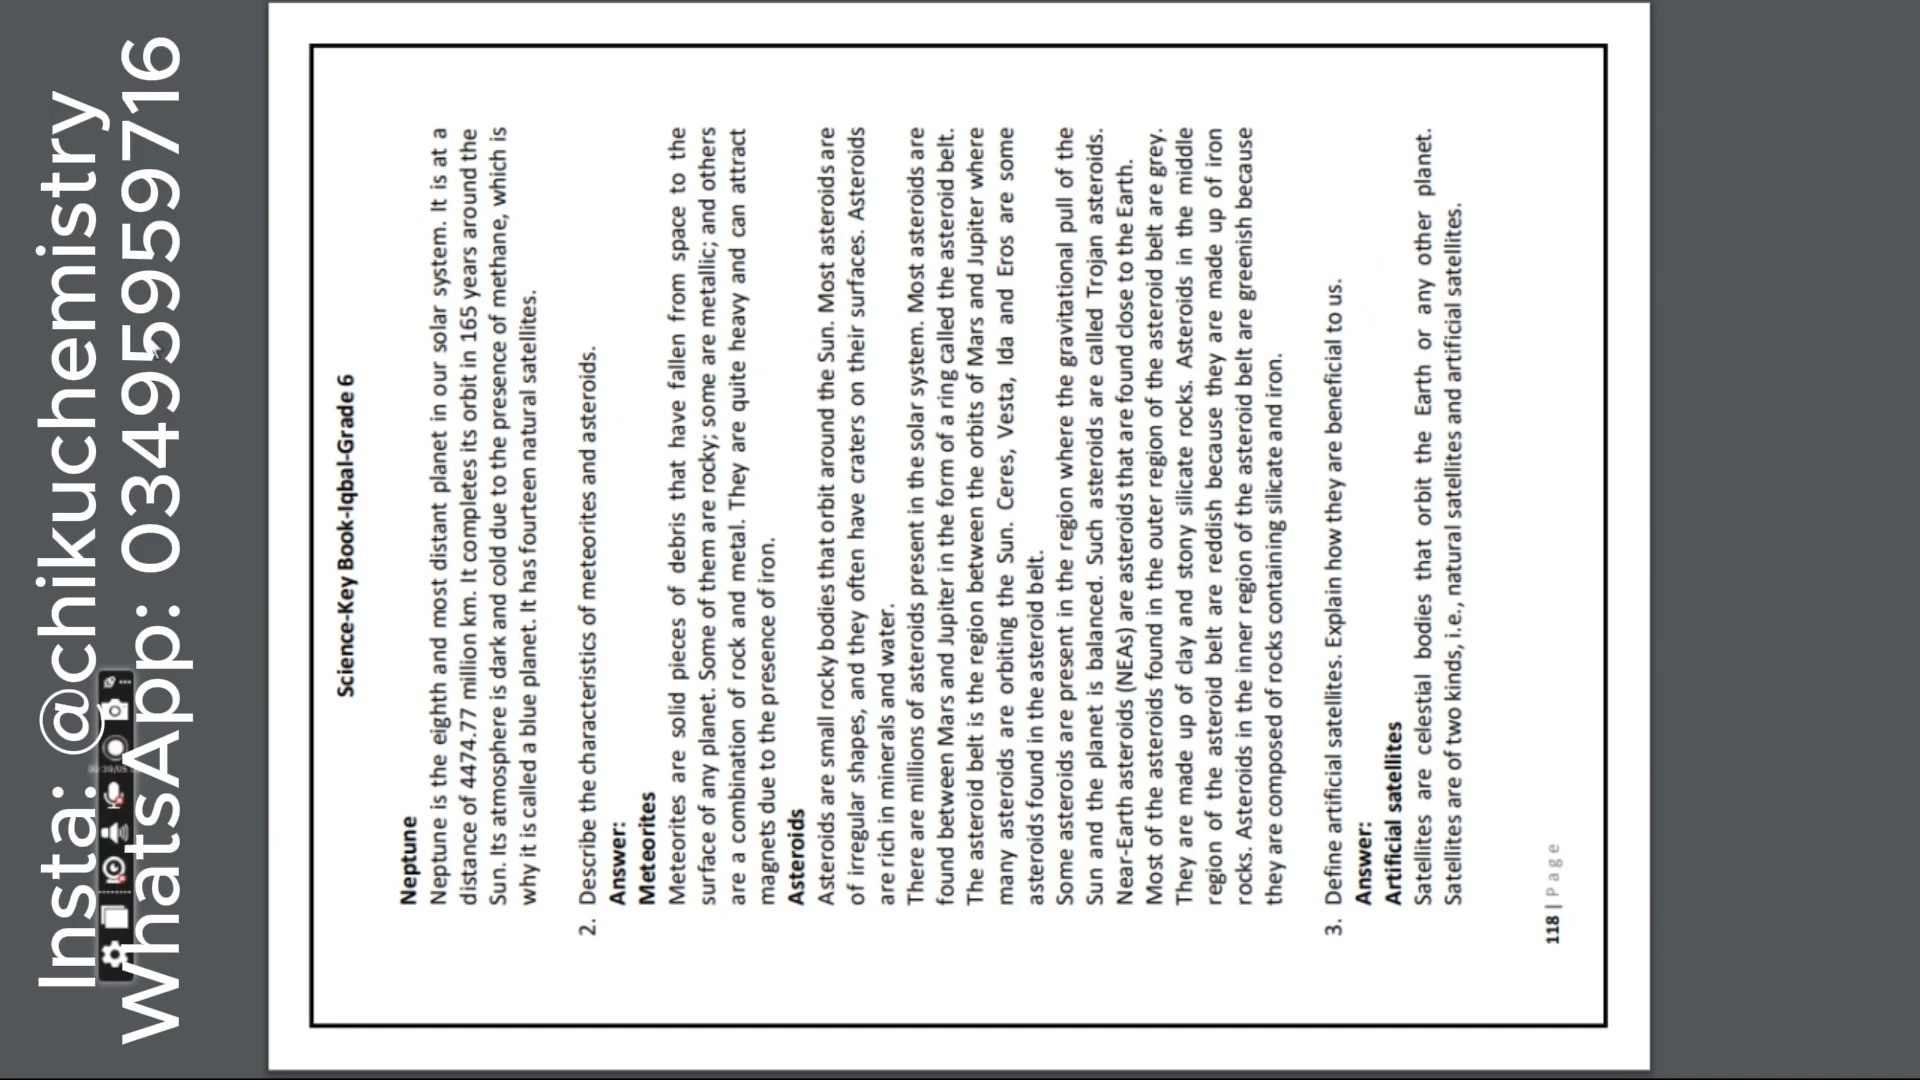 Insta: @chikuchemistry
WhatsApp: 03495959716
Science-Key Book-Iqbal-Grade 6
Neptune
Neptune is the eighth and most distant planet in our solar system. It is at a
distance of 4474.77 million km. It completes its orbit in 165 years around the
Sun. Its atmosphere is dark and cold due to the presence of methane, which is
why it is called a blue planet. It has fourteen natural satellites.
2. Describe the characteristics of meteorites and asteroids.
Answer:
Meteorites
Meteorites are solid pieces of debris that have fallen from space to the
surface of any planet. Some of them are rocky; some are metallic; and others
are a combination of rock and metal. They are quite heavy and can attract
magnets due to the presence of iron.
Asteroids
Asteroids are small rocky bodies that orbit around the Sun. Most asteroids are
of irregular shapes, and they often have craters on their surfaces. Asteroids
are rich in minerals and water.
There are millions of asteroids present in the solar system. Most asteroids are
found between Mars and Jupiter in the form of a ring called the asteroid belt.
The asteroid belt is the region between the orbits of Mars and Jupiter where
many asteroids are orbiting the Sun. Ceres, Vesta, Ida and Eros are some
asteroids found in the asteroid belt.
Some asteroids are present in the region where the gravitational pull of the
Sun and the planet is balanced. Such asteroids are called Trojan asteroids.
Near-Earth asteroids (NEAs) are asteroids that are found close to the Earth.
Most of the asteroids found in the outer region of the asteroid belt are grey.
They are made up of clay and stony silicate rocks. Asteroids in the middle
region of the asteroid belt are reddish because they are made up of iron
rocks. Asteroids in the inner region of the asteroid belt are greenish because
they are composed of rocks containing silicate and iron.
3. Define artificial satellites. Explain how they are beneficial to us.
Answer:
Artificial satellites
Satellites are celestial bodies that orbit the Earth or any other planet.
Satellites are of two kinds, i.e., natural satellites and artificial satellites.
118 | Page